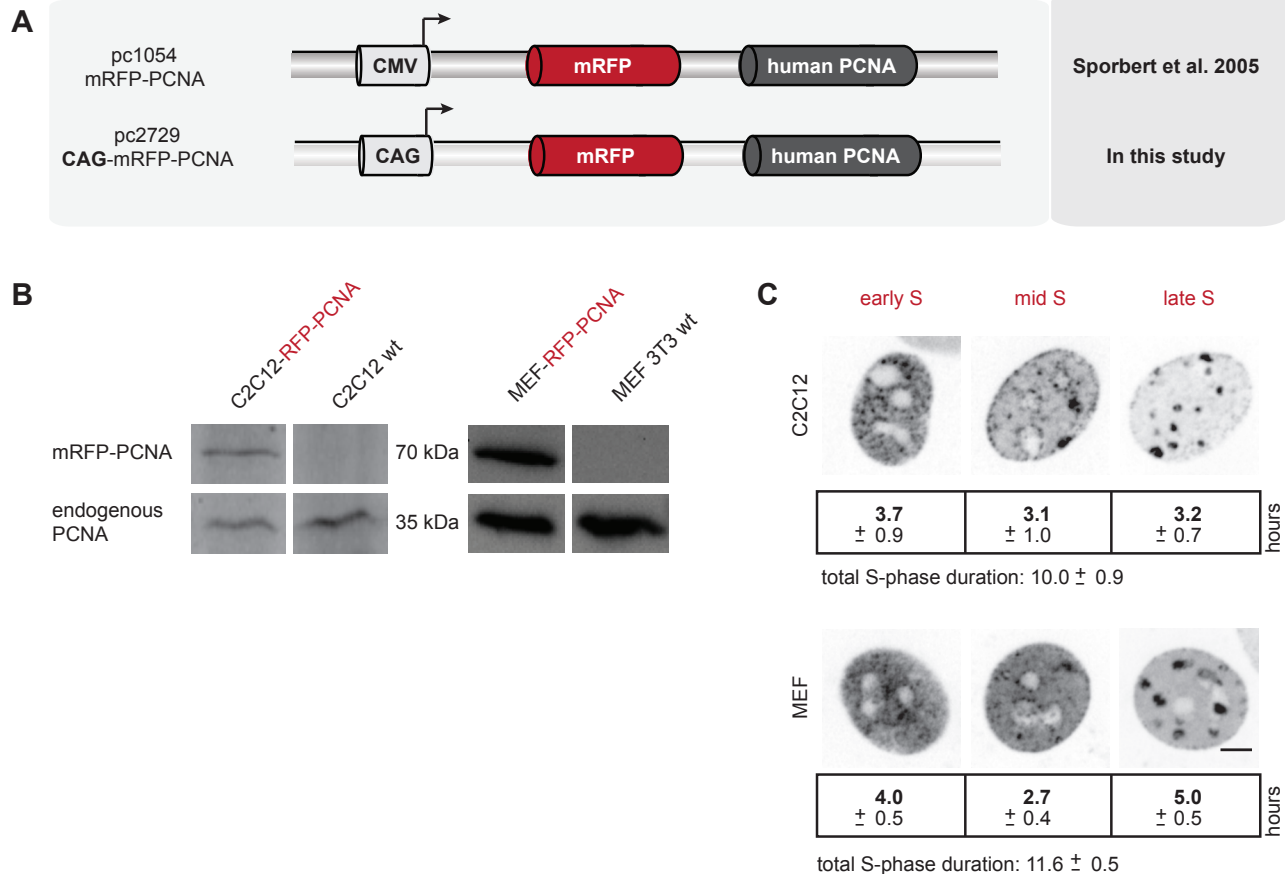 A
pc1054
mRFP-PCNA
CMV
mRFP
human PCNA
Sporbert et al. 2005
pc2729
CAG-mRFP-PCNA
CAG
mRFP
human PCNA
In this study
B
C2C12-RFP-PCNA
C2C12 wt
MEF-RFP-PCNA
MEF 3T3 wt
mRFP-PCNA
70 kDa
endogenous
PCNA
35 kDa
C
early S
mid S
late S
C2C12
3.7
± 0.9
3.1
± 1.0
3.2
± 0.7
hours
total S-phase duration: 10.0 ± 0.9
MEF
4.0
± 0.5
2.7
± 0.4
5.0
± 0.5
hours
total S-phase duration: 11.6 ± 0.5